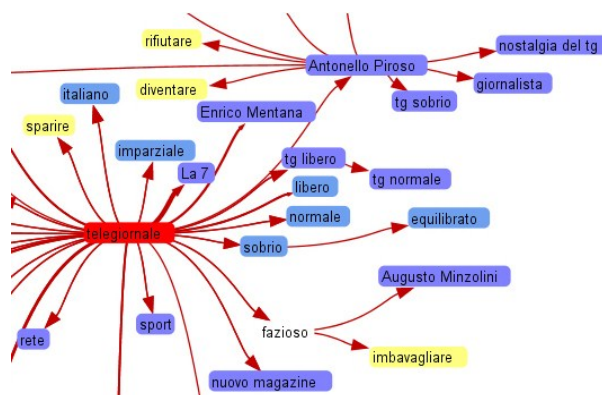 rifiutare
nostalgia del tg
Antonello Piroso
giornalista
diventare
italiano
tg sobrio
Enrico Mentana
sparire
imparziale
tg libero
La 7
tg normale
libero
normale
equilibrato
telegiornale
sobrio
Augusto Minzolini
sport
fazioso
rete
imbavagliare
nuovo magazine